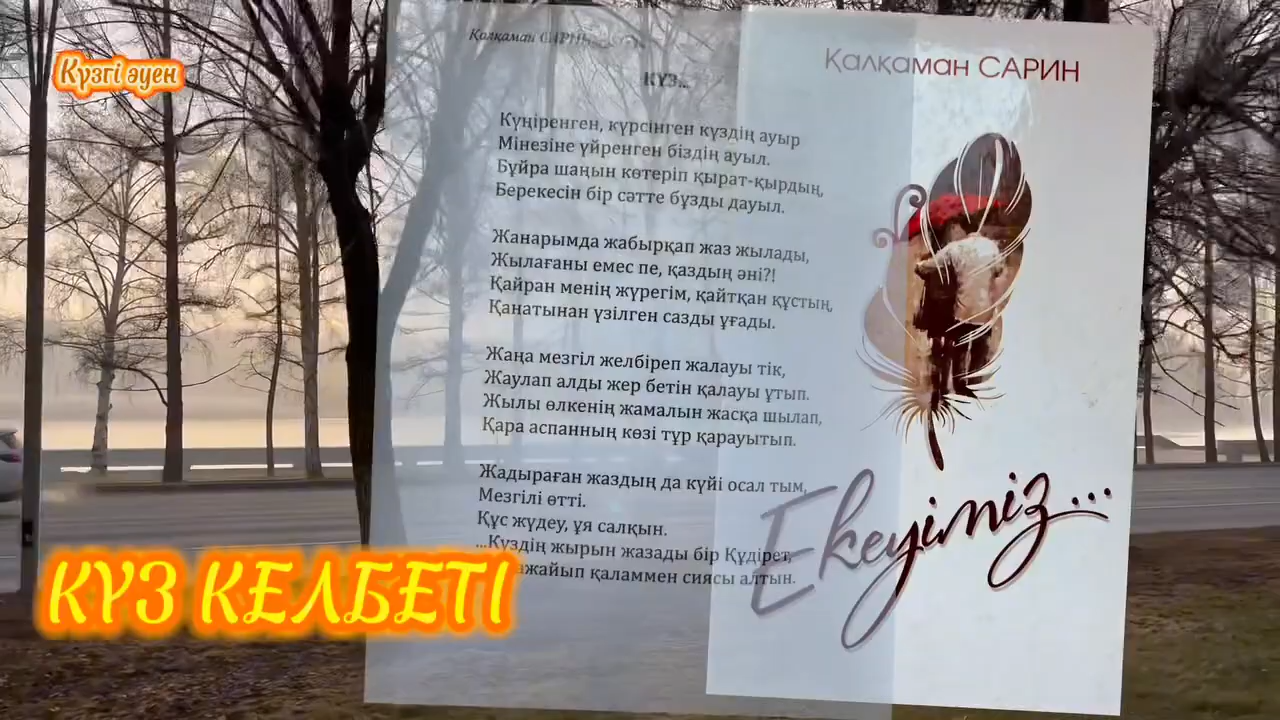 Күзгі әуен
Қалқаман САРИН
Қалқаман САРИН
КҮЗ...
Күңіренген, күрсінген күздің ауыр
Мінезіне үйренген біздің ауыл.
Бұйра шаңын көтеріп қырат-қырдың,
Берекесін бір сәтте бұзды дауыл.
Жанарымда жабырқап жаз жылады,
Жылағаны емес пе, қаздың әні?!
Қайран менің жүрегім, қайтқан құстың,
Қанатынан үзілген сазды ұғады.
Жаңа мезгіл желбіреп жалауы тік,
Жаулап алды жер бетін қалауы ұтып.
Жылы өлкенің жамалын жасқа шылап,
Қара аспанның көзі тұр қарауытып.
Жадыраған жаздың да күйі осал тым,
Мезгілі өтті.
Құс жүдеу, ұя салқын.
...Күздің жырын жазады бір Құдірет,
қаламмен сиясы алтын.
Екеуіміз...
КҮЗ КЕЛБЕТІ